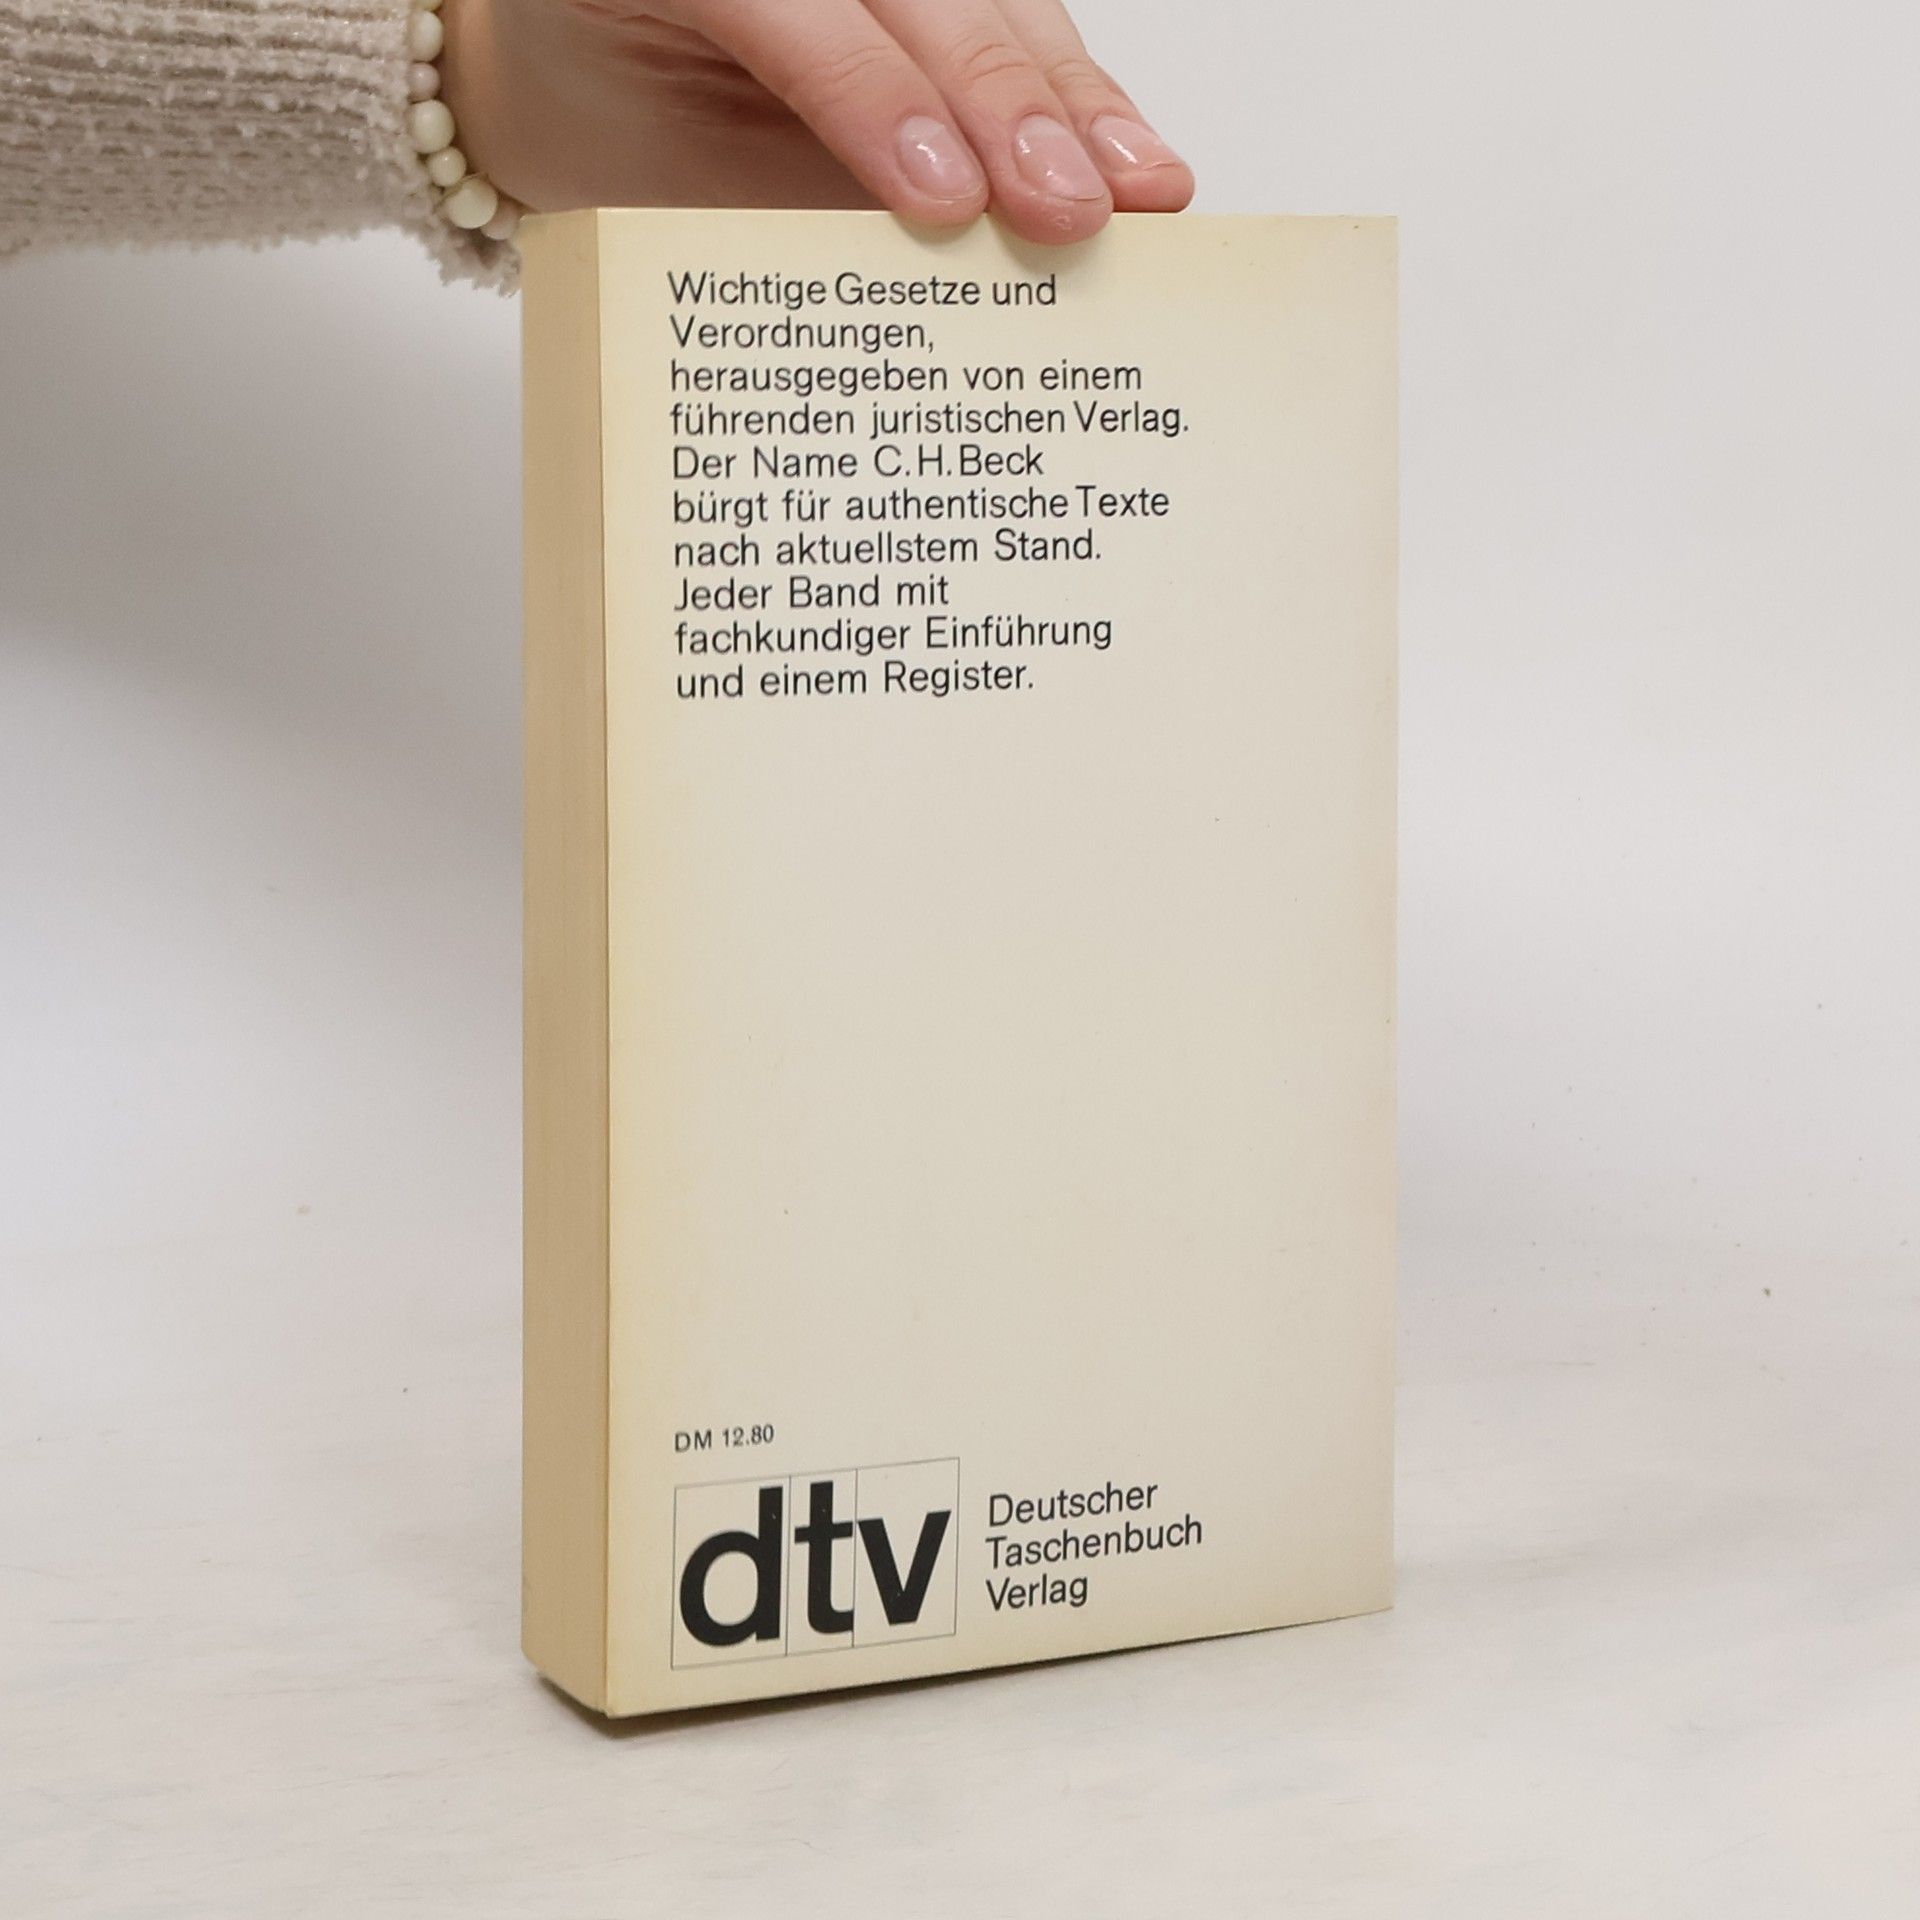 Wichtige Gesetze und
Verordnungen,
herausgegeben von einem
führenden juristischen Verlag.
Der Name C.H.Beck
bürgt für authentische Texte
nach aktuellstem Stand.
Jeder Band mit
fachkundiger Einführung
und einem Register.
DM 12.80
dtv
Deutscher
Taschenbuch
Verlag